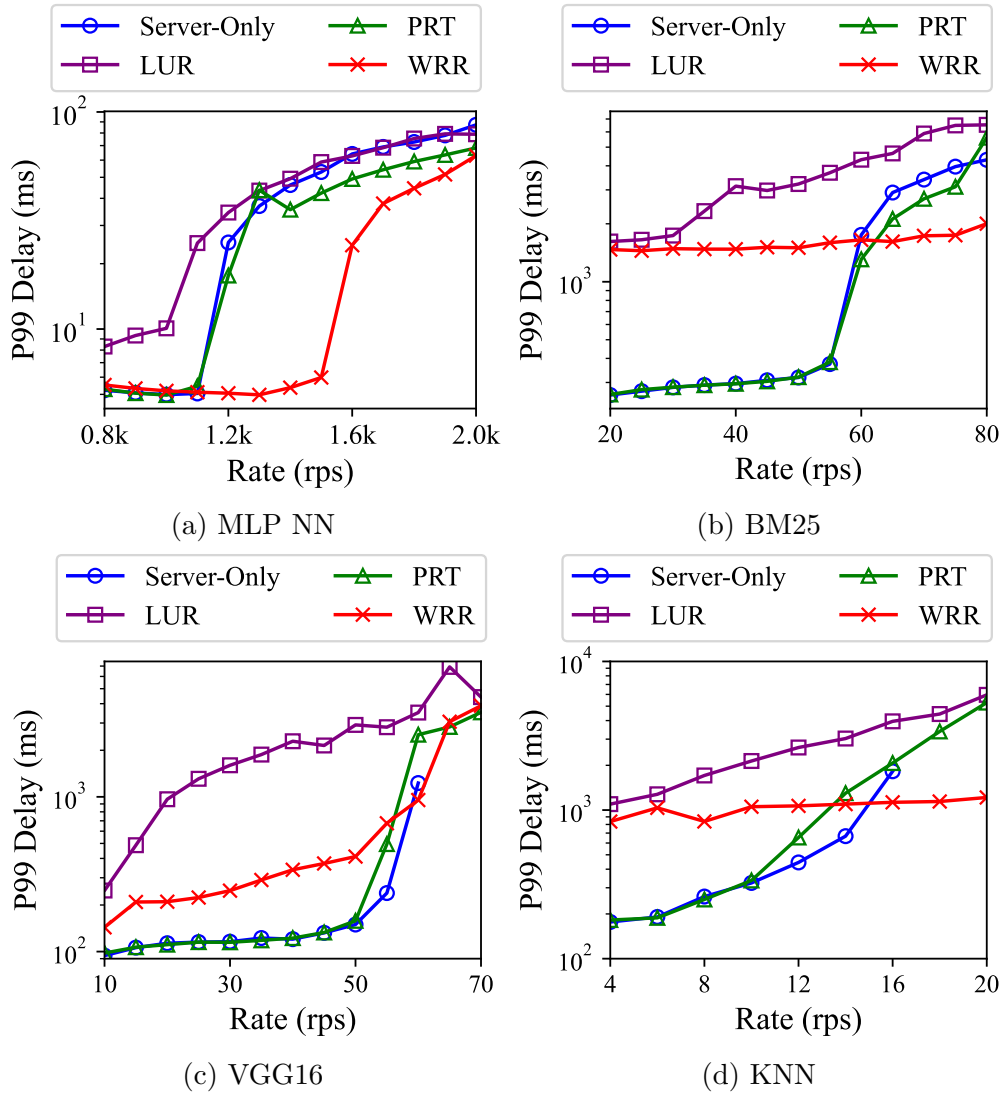 Server-Only PRT
LUR WRR
10^2
10^1
P99 Delay (ms)
0.8k 1.2k 1.6k 2.0k
Rate (rps)
(a) MLP NN
Server-Only PRT
LUR WRR
10^3
P99 Delay (ms)
20 40 60 80
Rate (rps)
(b) BM25
Server-Only PRT
LUR WRR
10^3
10^2
P99 Delay (ms)
10 30 50 70
Rate (rps)
(c) VGG16
Server-Only PRT
LUR WRR
10^4
10^3
10^2
P99 Delay (ms)
4 8 12 16 20
Rate (rps)
(d) KNN